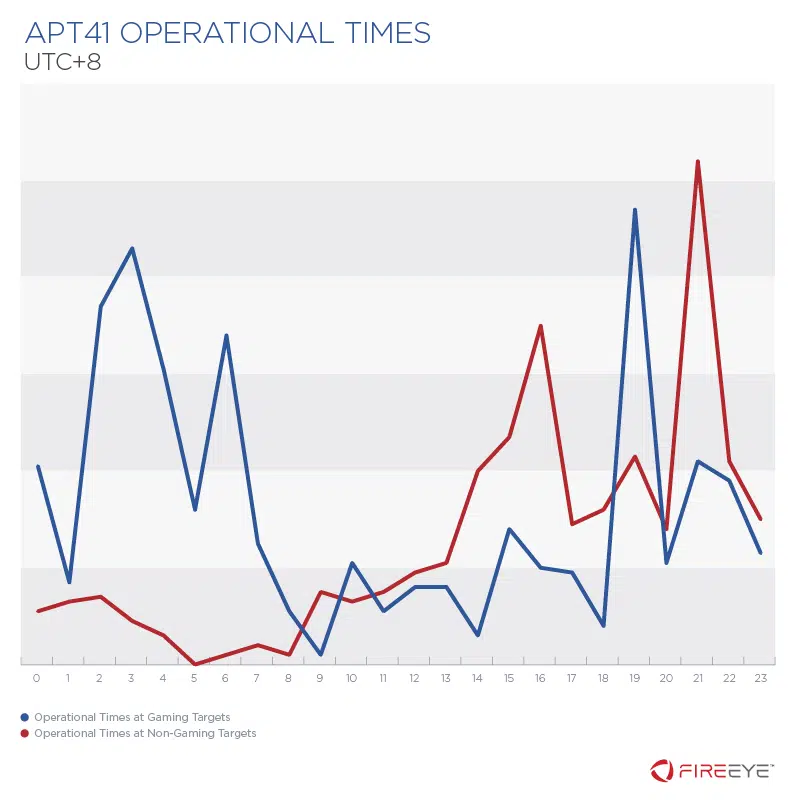 APT41 OPERATIONAL TIMES
UTC+8
0 1 2 3 4 5 6 7 8 9 10 11 12 13 14 15 16 17 18 19 20 21 22 23
Operational Times at Gaming Targets
Operational Times at Non-Gaming Targets
FIREEYE™